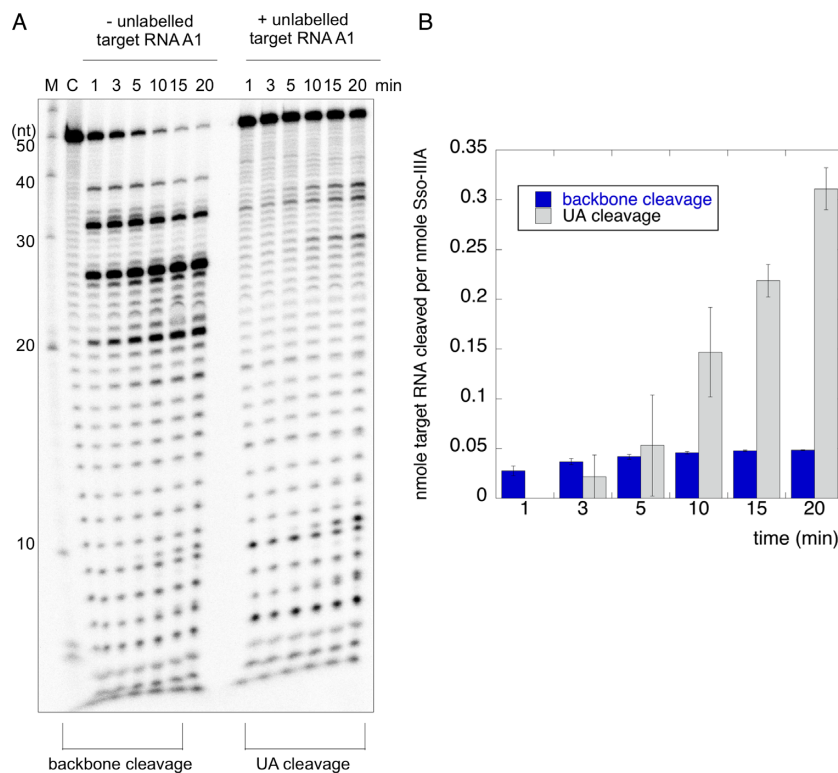 A
- unlabelled
target RNA A1
+ unlabelled
target RNA A1
M C 1 3 5 10 15 20 1 3 5 10 15 20 min
(nt)
50
40
30
20
10
backbone cleavage
UA cleavage
B
nmole target RNA cleaved per nmole Sso-IIIA
0.35
0.3
0.25
0.2
0.15
0.1
0.05
0
backbone cleavage
UA cleavage
1 3 5 10 15 20
time (min)